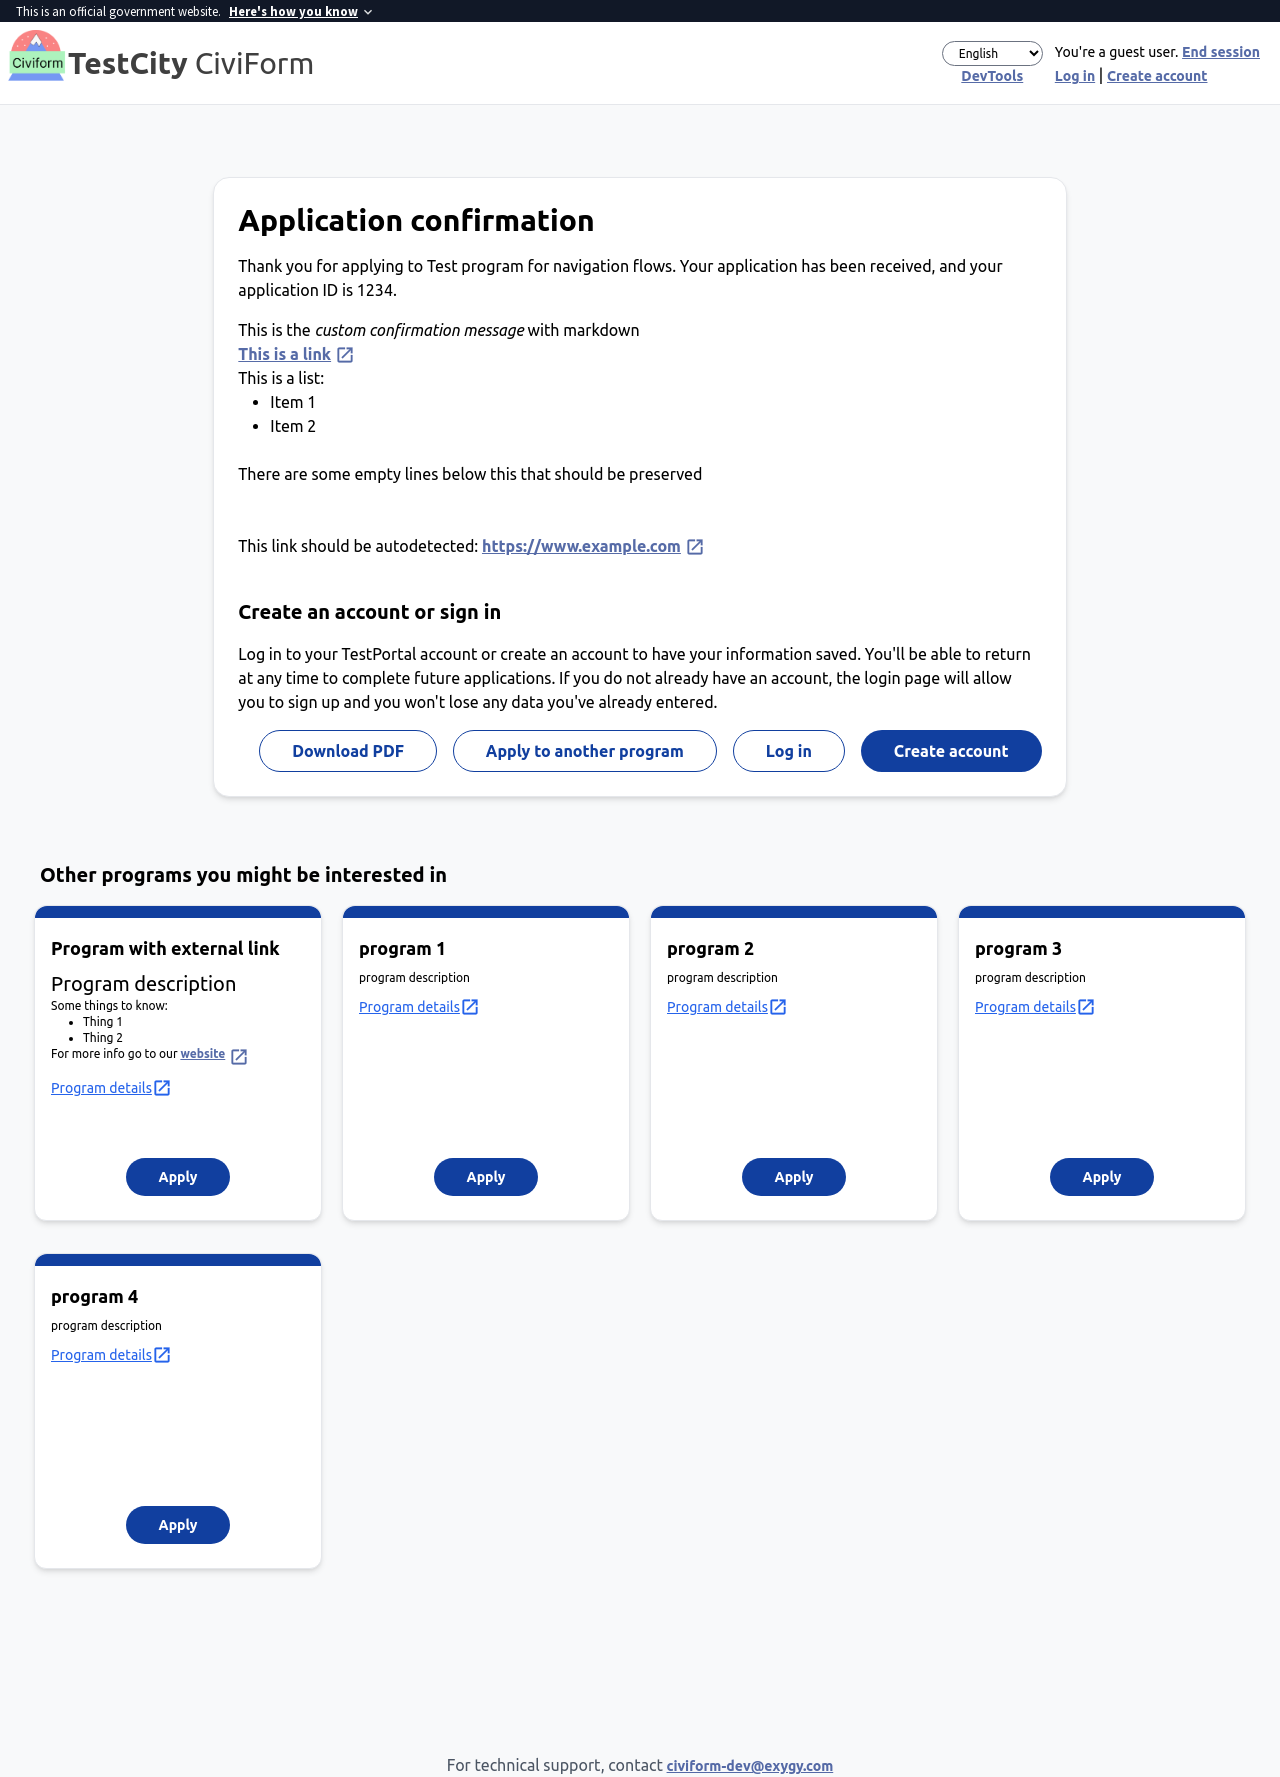 This is an official government website. Here's how you know
Civiform
TestCity CiviForm
English
You're a guest user. End session
DevTools
Log in | Create account
Application confirmation
Thank you for applying to Test program for navigation flows. Your application has been received, and your
application ID is 1234.
This is the custom confirmation message with markdown
This is a link
This is a list:
• Item 1
• Item 2
There are some empty lines below this that should be preserved
This link should be autodetected: https://www.example.com
Create an account or sign in
Log in to your TestPortal account or create an account to have your information saved. You'll be able to return
at any time to complete future applications. If you do not already have an account, the login page will allow
you to sign up and you won't lose any data you've already entered.
Download PDF
Apply to another program
Log in
Create account
Other programs you might be interested in
Program with external link
Program description
Some things to know:
• Thing 1
• Thing 2
For more info go to our website
Program details
Apply
program 1
program description
Program details
Apply
program 2
program description
Program details
Apply
program 3
program description
Program details
Apply
program 4
program description
Program details
Apply
For technical support, contact civiform-dev@exygy.com